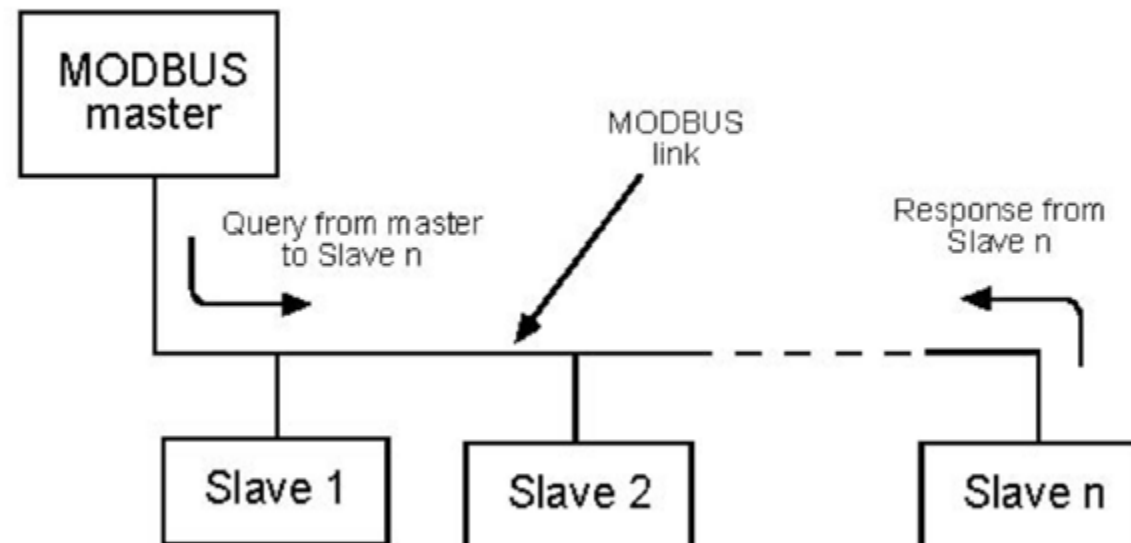 MODBUS
master
MODBUS
link
Query from master
to Slave n
Response from
Slave n
Slave 1
Slave 2
Slave n